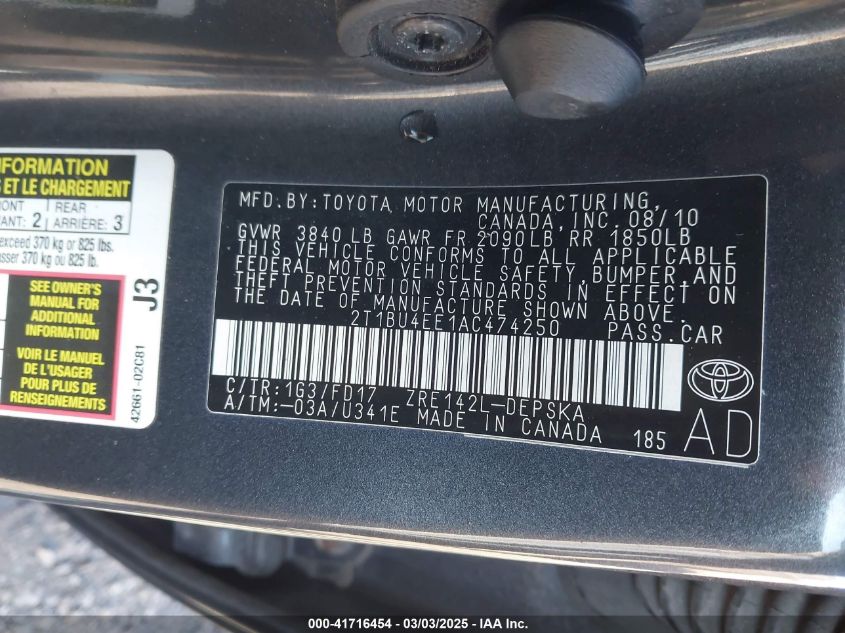 NFORMATION
S ET LE CHARGEMENT
ONT REAR
ANT: 2 ARRIÈRE: 3
exceed 370 kg or 825 lbs.
asser 370 kg ou 825 lb.
SEE OWNER'S
MANUAL FOR
ADDITIONAL
INFORMATION
VOIR LE MANUEL
DE L'USAGER
POUR PLUS DE
RENSEIGNEMENTS
J3
42661-02C81
MFD.BY:TOYOTA MOTOR MANUFACTURING,
CANADA, INC. 08/10
GVWR 3840LB GAWR FR 2090LB RR 1850LB
THIS VEHICLE CONFORMS TO ALL APPLICABLE
FEDERAL MOTOR VEHICLE SAFETY, BUMPER, AND
THEFT PREVENTION STANDARDS IN EFFECT ON
THE DATE OF MANUFACTURE SHOWN ABOVE.
2T1BU4EE1AC474250 PASS.CAR
C/TR:1G3/FD17 ZRE142L-DEPSKA
A/TM:-03A/U341E MADE IN CANADA 185
AD
000-41716454 - 03/03/2025 - IAA Inc.